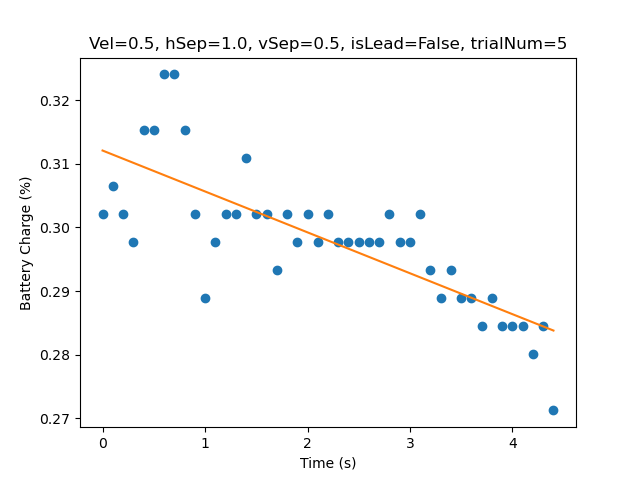 Vel=0.5, hSep=1.0, vSep=0.5, isLead=False, trialNum=5
Battery Charge (%)
0.32
0.31
0.30
0.29
0.28
0.27
0 1 2 3 4
Time (s)